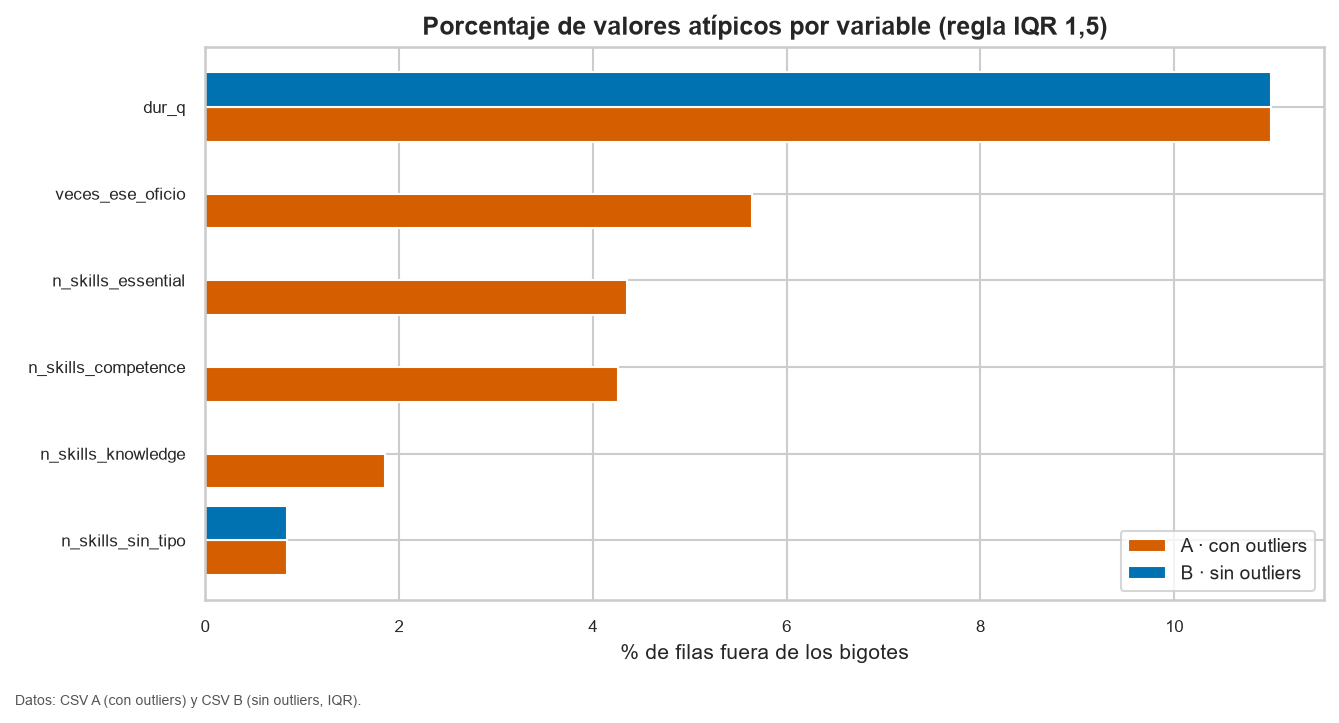 Porcentaje de valores atípicos por variable (regla IQR 1,5)
dur_q
veces_ese_oficio
n_skills_essential
n_skills_competence
n_skills_knowledge
n_skills_sin_tipo
A · con outliers
B · sin outliers
0 2 4 6 8 10
% de filas fuera de los bigotes
Datos: CSV A (con outliers) y CSV B (sin outliers, IQR).